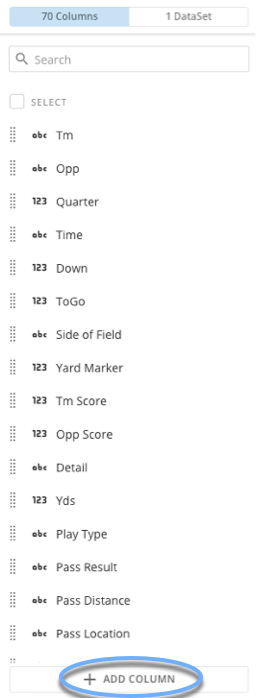 70 Columns 1 DataSet
Search
SELECT
abc Tm
abc Opp
123 Quarter
abc Time
123 Down
123 ToGo
abc Side of Field
123 Yard Marker
123 Tm Score
123 Opp Score
abc Detail
123 Yds
abc Play Type
abc Pass Result
abc Pass Distance
abc Pass Location
+ ADD COLUMN